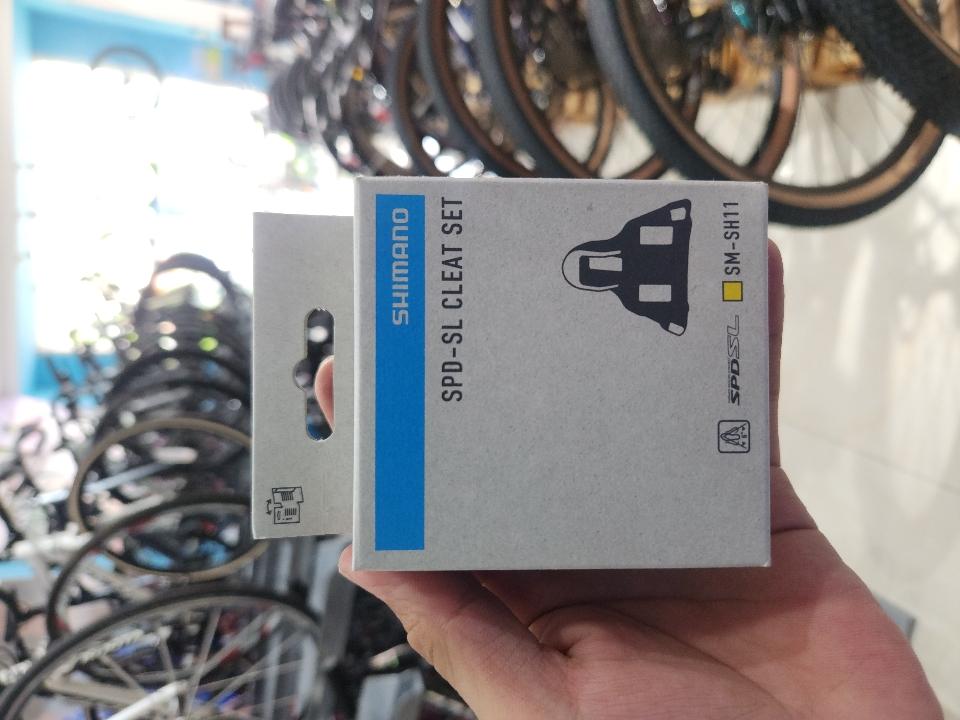 SHIMANO
SPD-SL CLEAT SET
SM-SH11
SPD-SL